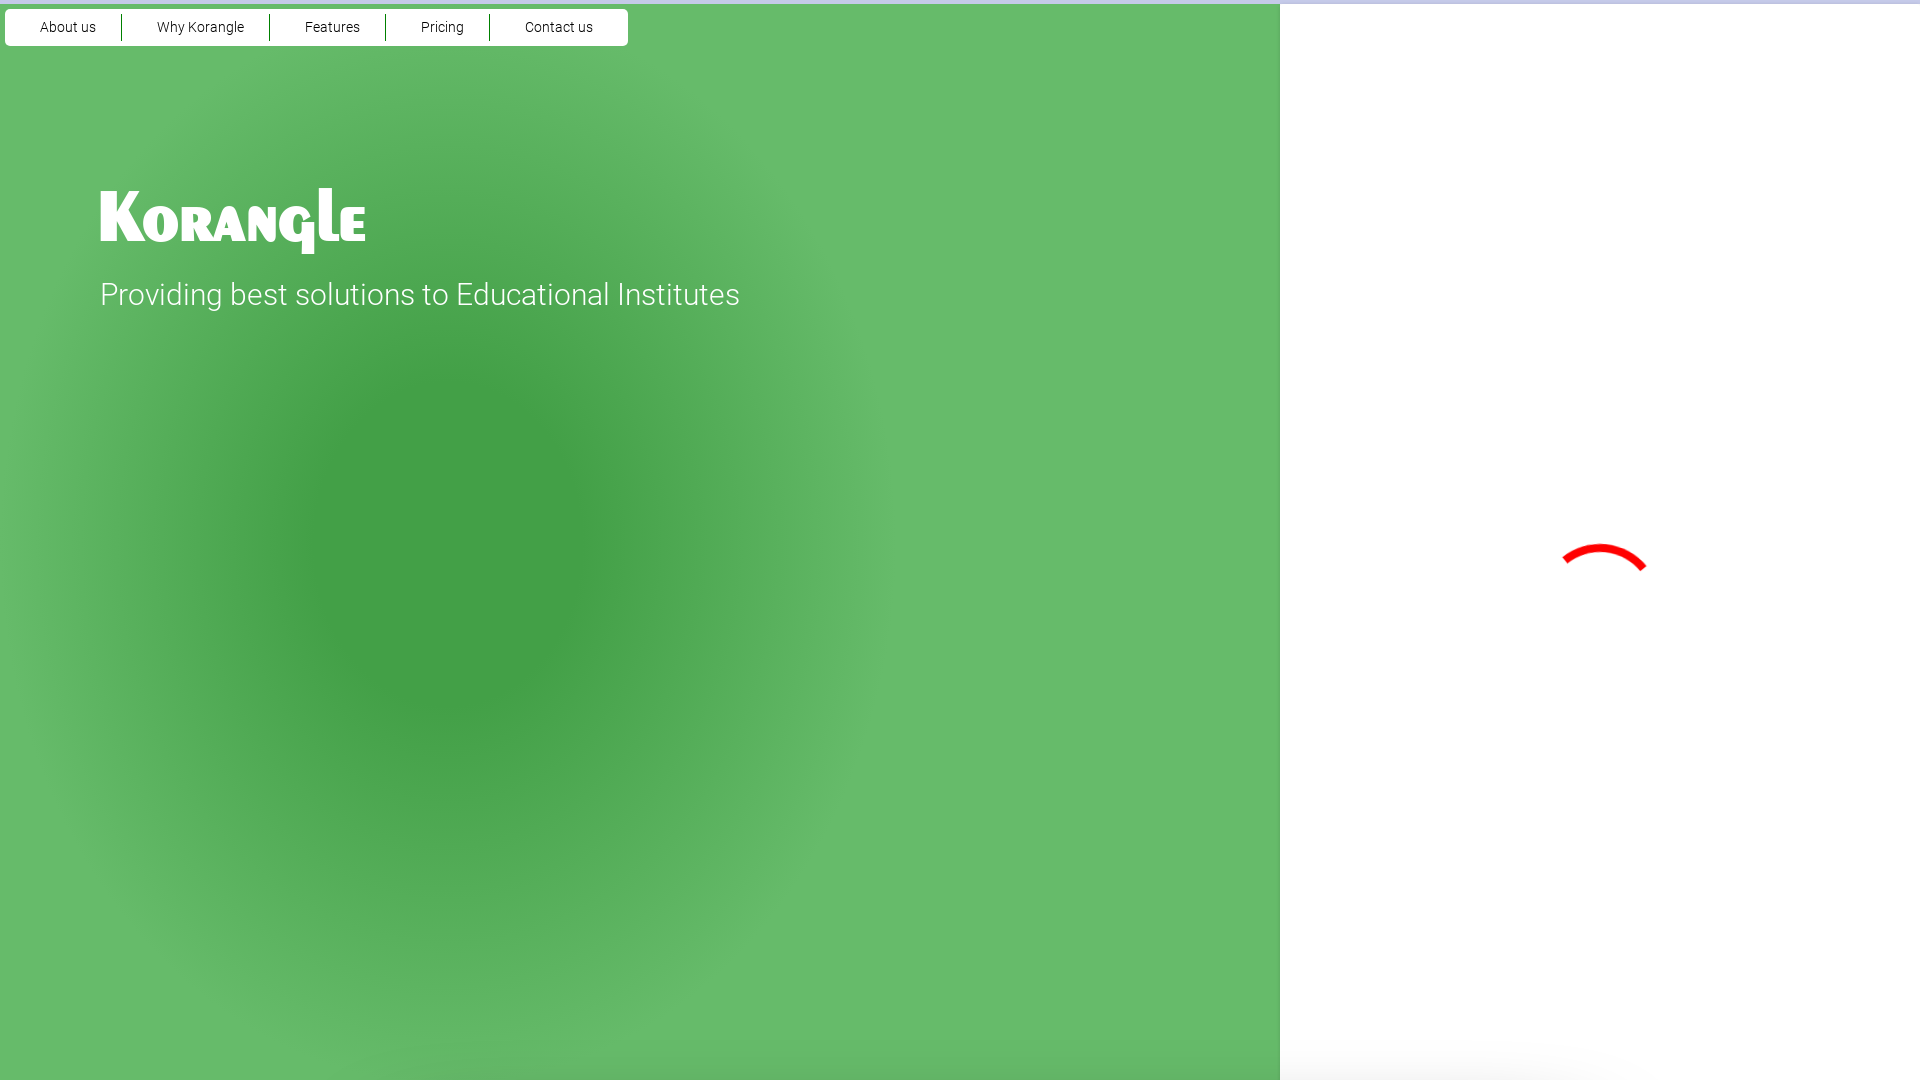 About us
Why Korangle
Features
Pricing
Contact us
Korangle
Providing best solutions to Educational Institutes